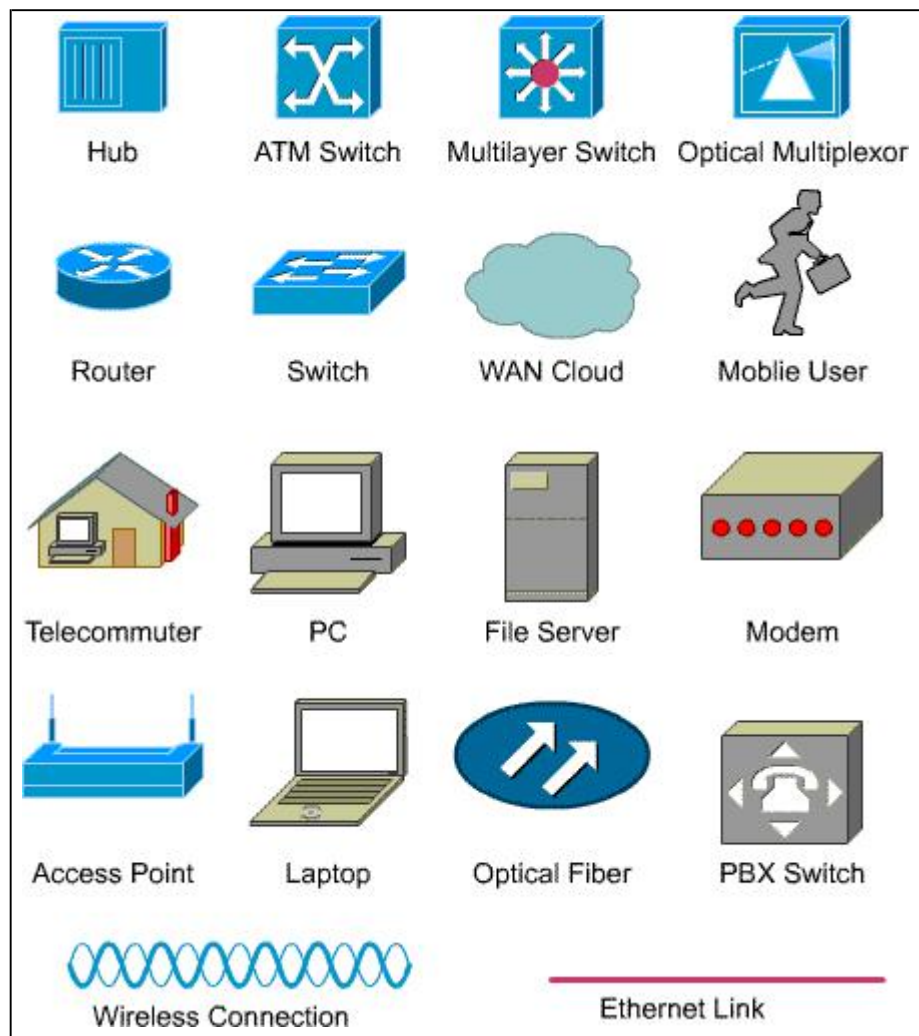 Hub
ATM Switch
Multilayer Switch
Optical Multiplexor
Router
Switch
WAN Cloud
Moblie User
Telecommuter
PC
File Server
Modem
Access Point
Laptop
Optical Fiber
PBX Switch
Wireless Connection
Ethernet Link